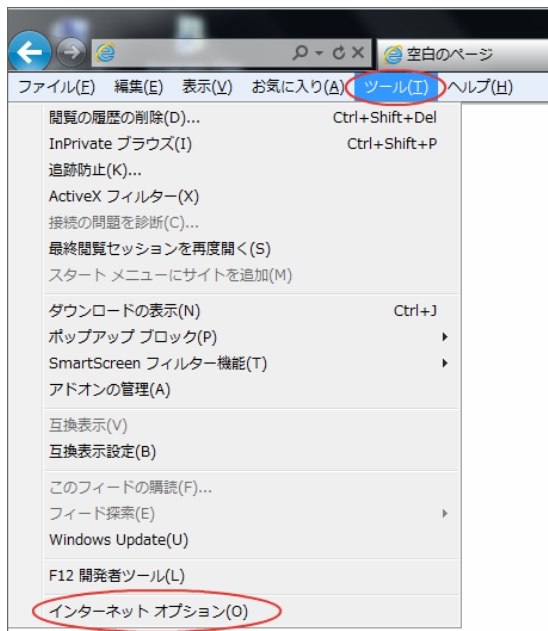 空白のページ
ファイル(F) 編集(E) 表示(V) お気に入り(A) ツール(T) ヘルプ(H)
閲覧の履歴の削除(D)... Ctrl+Shift+Del
InPrivate ブラウズ(I) Ctrl+Shift+P
追跡防止(K)...
ActiveX フィルター(X)
接続の問題を診断(C)...
最終閲覧セッションを再度開く(S)
スタート メニューにサイトを追加(M)
ダウンロードの表示(N) Ctrl+J
ポップアップ ブロック(P)
SmartScreen フィルター機能(T)
アドオンの管理(A)
互換表示(V)
互換表示設定(B)
このフィードの購読(F)...
フィード探索(E)
Windows Update(U)
F12 開発者ツール(L)
インターネット オプション(O)